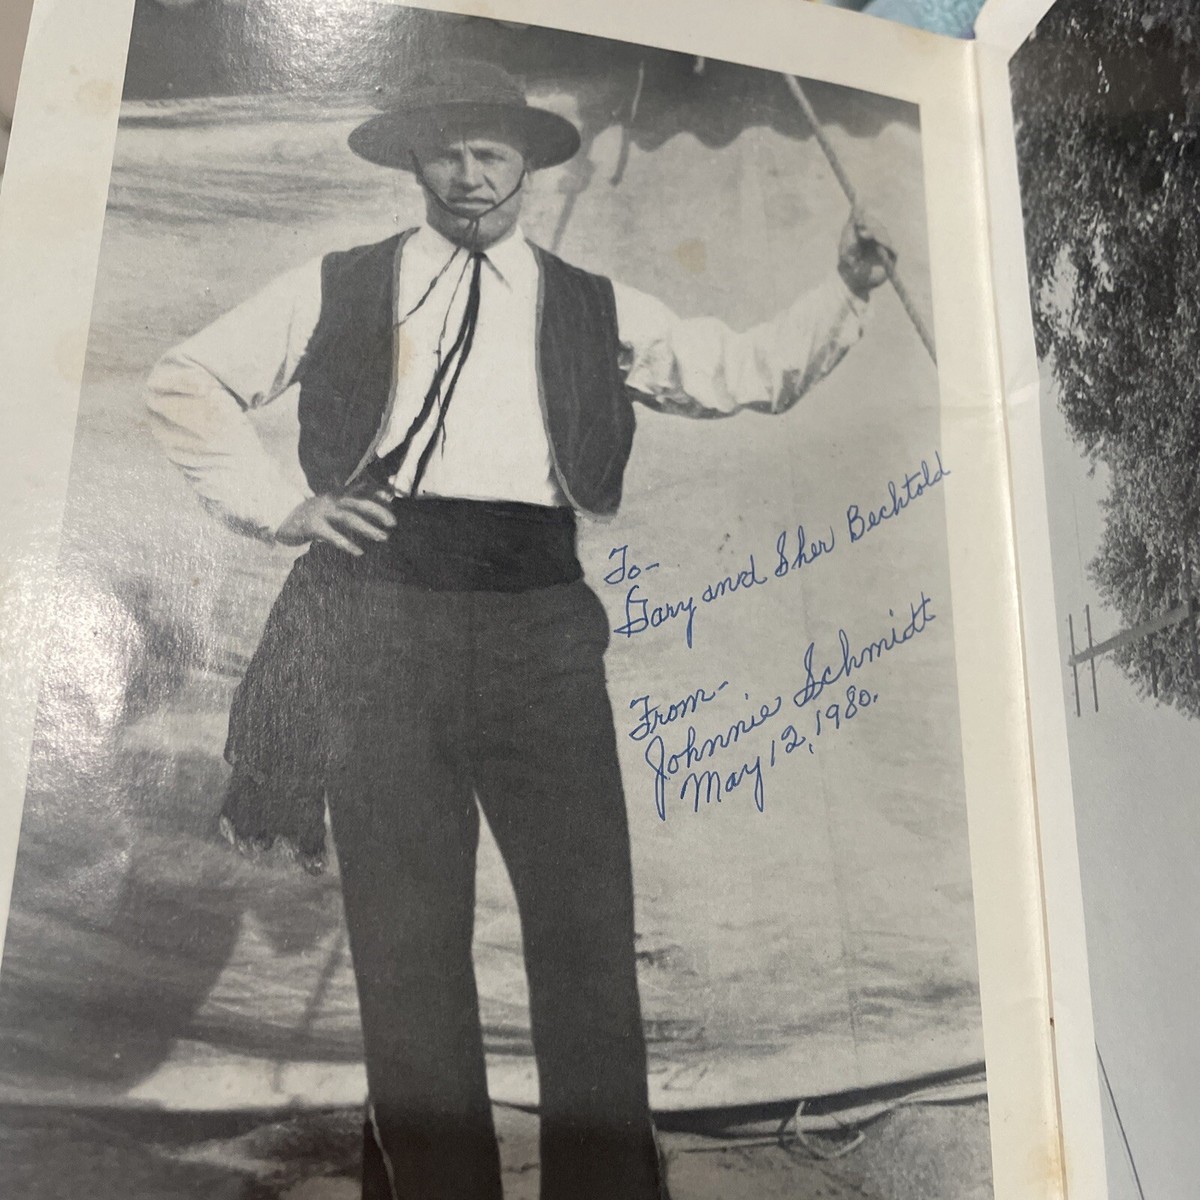 To-
Gary and Sher Bechtold
From-
Johnnie Schmidt
May 12, 1980.